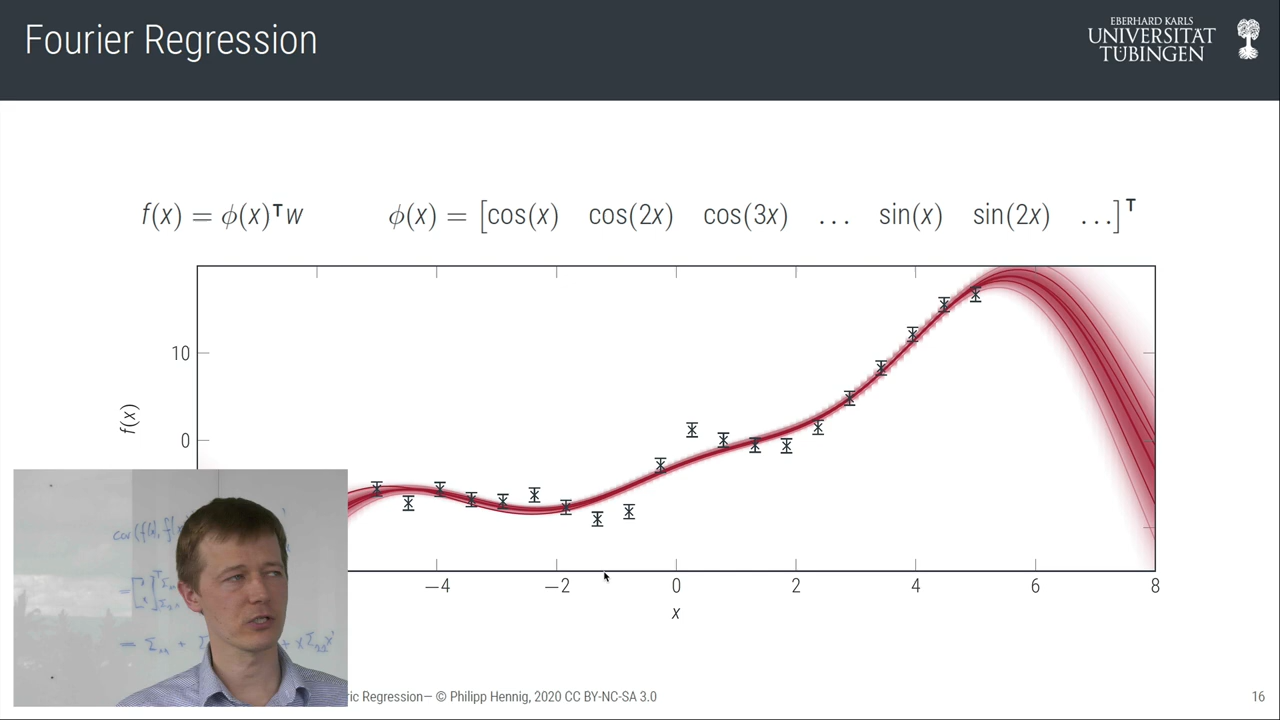 Fourier Regression
EBERHARD KARLS
UNIVERSITÄT
TÜBINGEN
f(x) = ϕ(x)ᵀw ϕ(x) = [cos(x) cos(2x) cos(3x) … sin(x) sin(2x) …]ᵀ
10
0
f(x)
−4 −2 0 2 4 6 8
x
ric Regression— © Philipp Hennig, 2020 CC BY-NC-SA 3.0
16